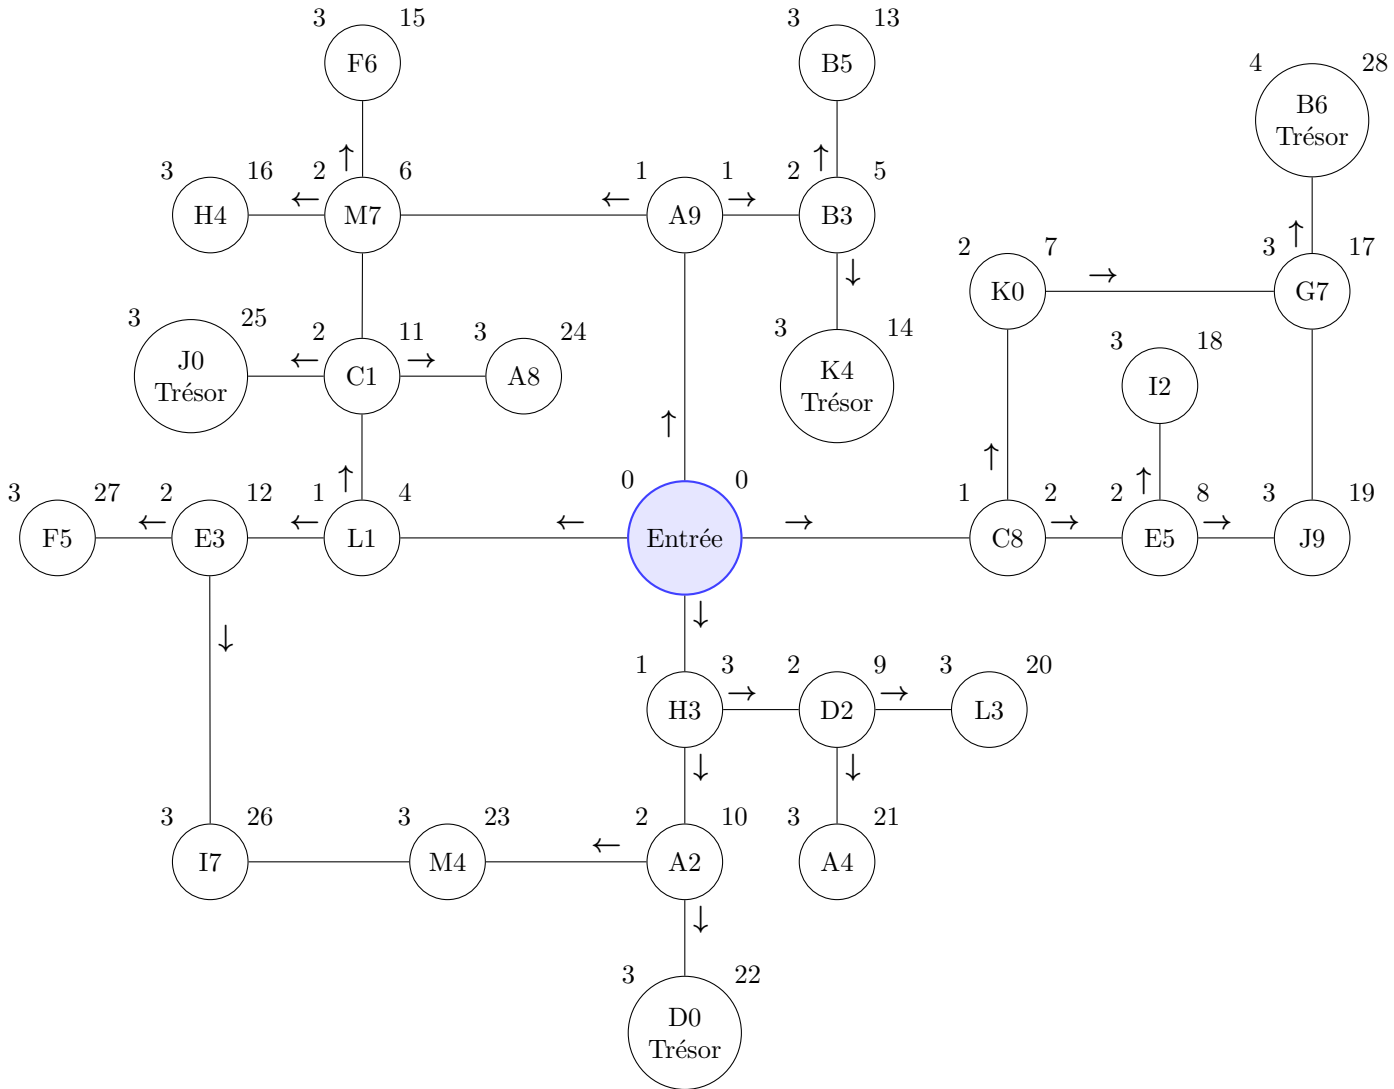 3 15
F6
3 13
B5
4 28
B6
Trésor
3 16
H4
← 2 ↑ 6
M7
← 1 1 →
A9
2 ↑ 5
B3
↓
2 7
K0
→
3 ↑ 17
G7
3 25
J0
Trésor
← 2 11 →
C1
3 24
A8
3 14
K4
Trésor
3 18
I2
↑
3 27
F5
← 2 12
E3
← 1 ↑ 4
L1
←
0 0
Entrée
→
↑
1 2 →
C8
2 ↑ 8 →
E5
3 19
J9
↓
↓
1 3 →
H3
2 9 →
D2
3 20
L3
↓
↓
3 26
I7
3 23
M4
← 2 10
A2
3 21
A4
↓
3 22
D0
Trésor